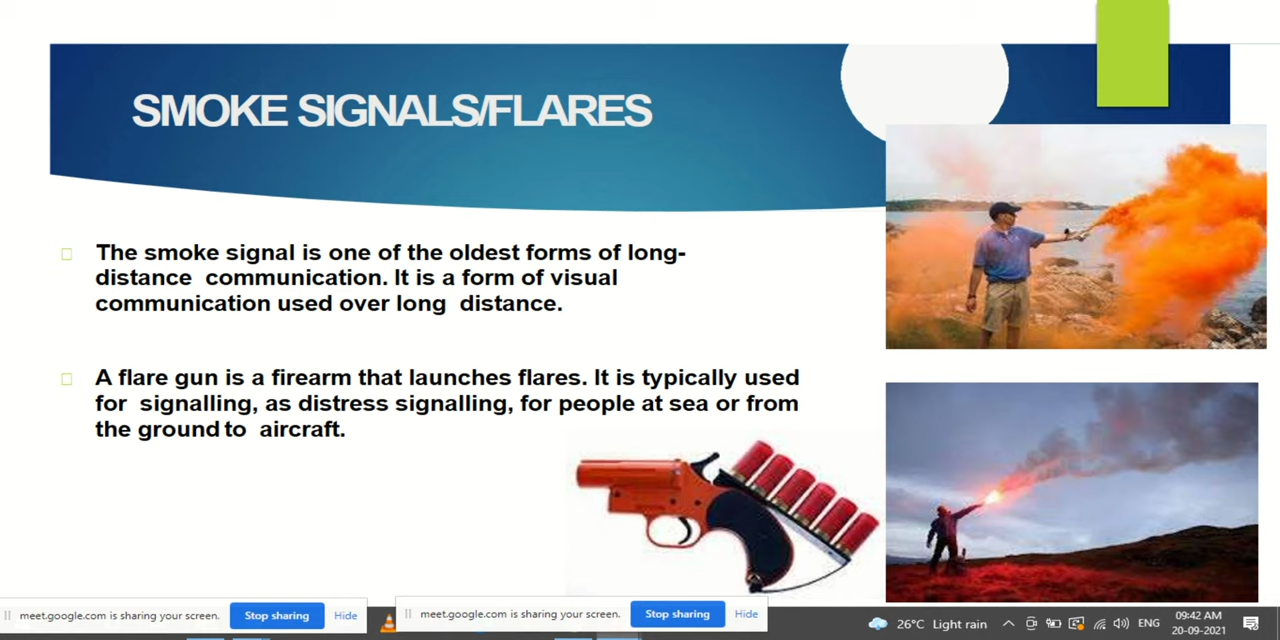 SMOKE SIGNALS/FLARES
The smoke signal is one of the oldest forms of long-
distance communication. It is a form of visual
communication used over long distance.
A flare gun is a firearm that launches flares. It is typically used
for signalling, as distress signalling, for people at sea or from
the ground to aircraft.
meet.google.com is sharing your screen. Stop sharing Hide
meet.google.com is sharing your screen. Stop sharing Hide
26°C Light rain ENG 09:42 AM
20-09-2021